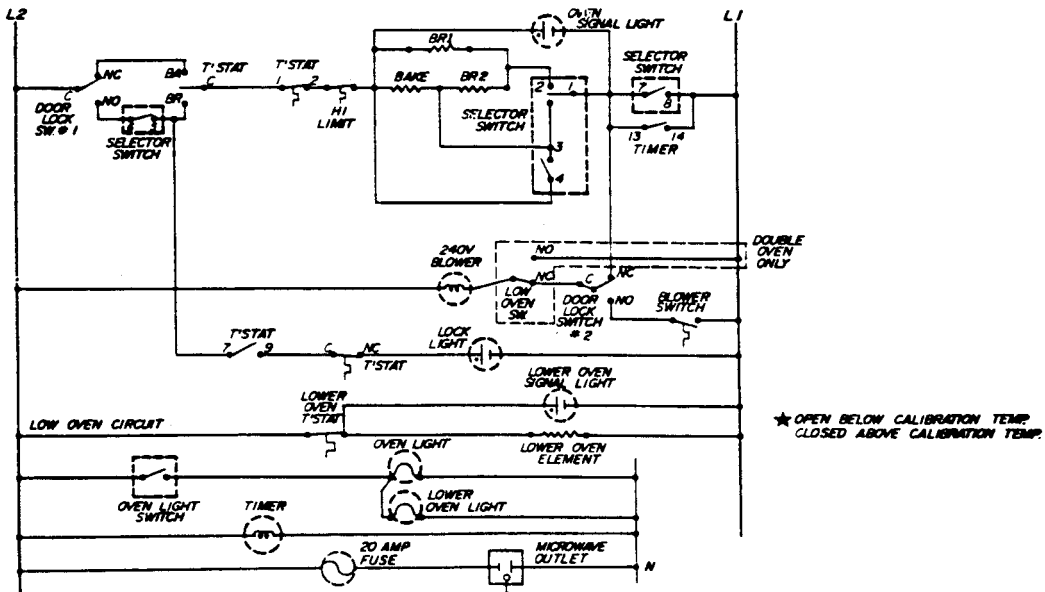 L2
L1
OVEN
SIGNAL LIGHT
BR1
SELECTOR
SWITCH
NC
BA
T'STAT
C
T'STAT
1
2
BAKE
BR2
2
1
7
8
C
DOOR
LOCK
SW. # 1
NO
BR
HI
LIMIT
SELECTOR
SWITCH
3
4
13
14
TIMER
SELECTOR
SWITCH
240V
BLOWER
NO
DOUBLE
OVEN
ONLY
NC
C
NC
LOW
OVEN
SW.
DOOR
LOCK
SWITCH
# 2
NO
BLOWER
SWITCH
T'STAT
7
9
C
NC
T'STAT
LOCK
LIGHT
LOWER OVEN
SIGNAL LIGHT
LOWER
OVEN
T'STAT
LOW OVEN CIRCUIT
LOWER OVEN
ELEMENT
★ OPEN BELOW CALIBRATION TEMP.
CLOSED ABOVE CALIBRATION TEMP.
OVEN LIGHT
OVEN LIGHT
SWITCH
LOWER
OVEN LIGHT
TIMER
20 AMP
FUSE
MICROWAVE
OUTLET
N